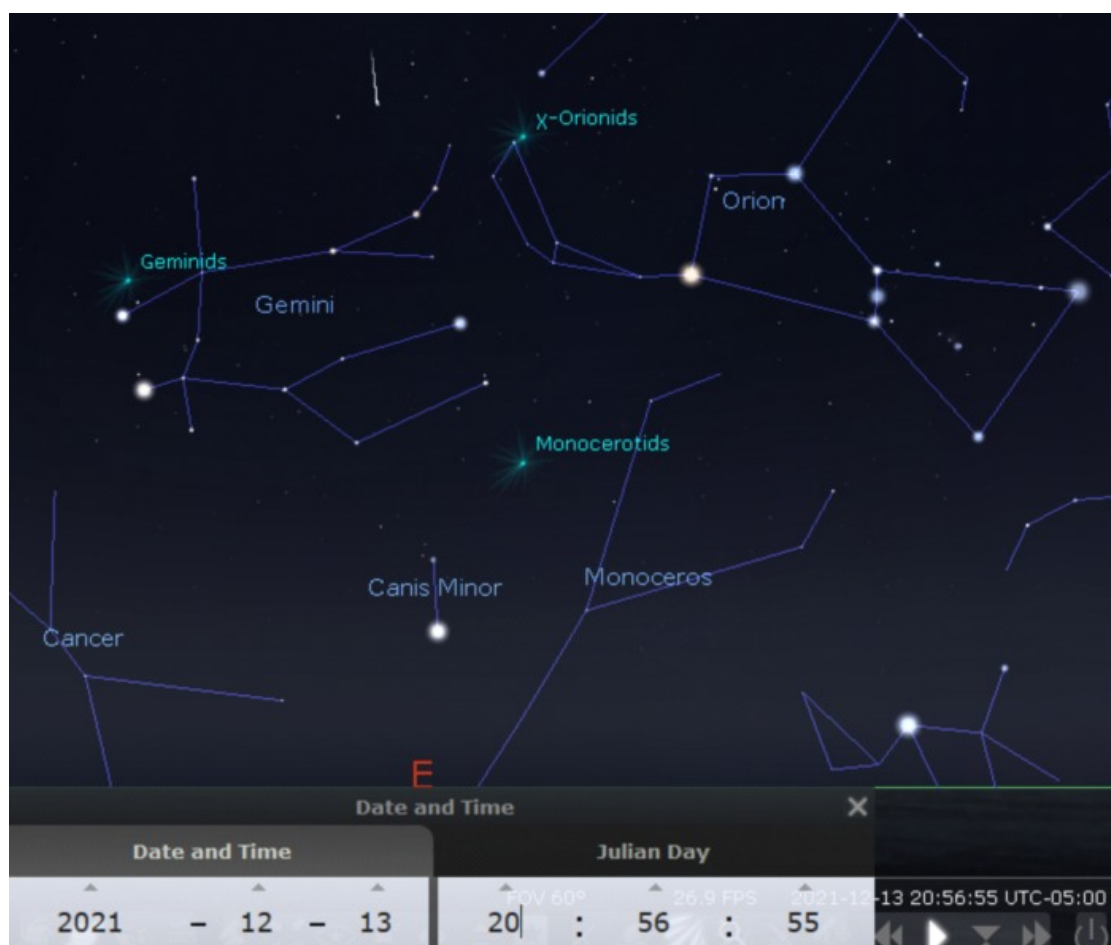 χ-Orionids
Orion
Geminids
Gemini
Monocerotids
Monoceros
Canis Minor
Cancer
E
Date and Time
Date and Time Julian Day
FOV 60° 26.9 FPS 2021-12-13 20:56:55 UTC-05:00
2021 - 12 - 13 20 : 56 : 55